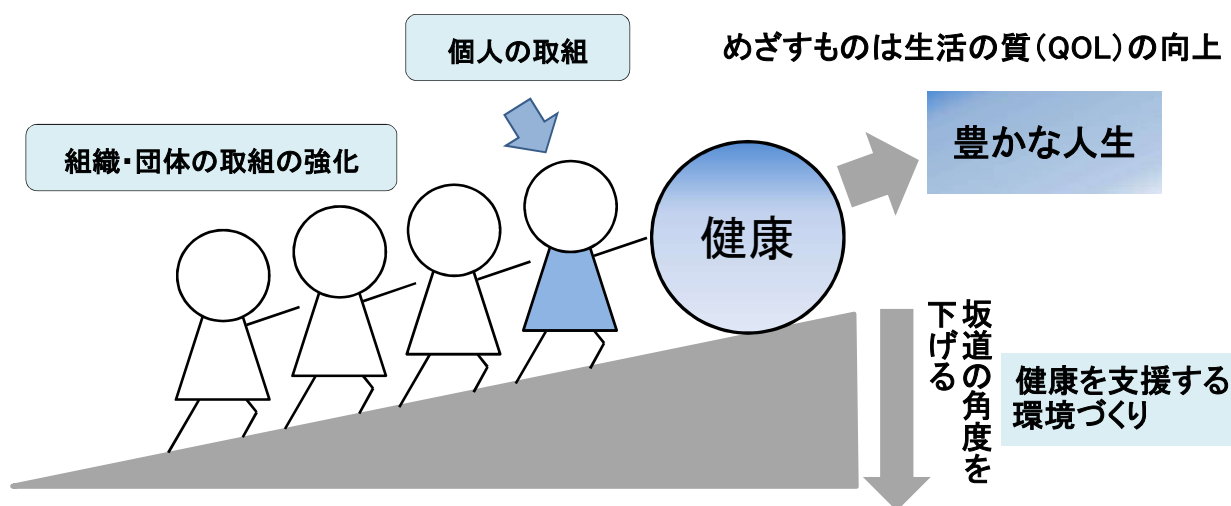 めざすものは生活の質（QOL）の向上
個人の取組
豊かな人生
組織・団体の取組の強化
健康
坂道の角度を
下げる
健康を支援する
環境づくり